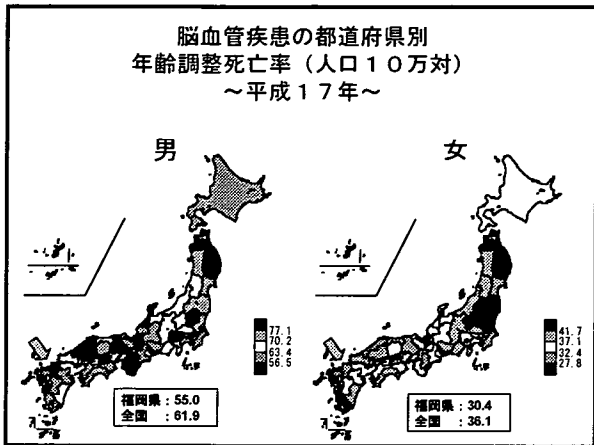 脳血管疾患の都道府県別
年齢調整死亡率（人口１０万対）
～平成１７年～
男
女
77.1
70.2
63.4
56.5
41.7
37.1
32.4
27.8
福岡県：55.0
全国　：61.9
福岡県：30.4
全国　：36.1